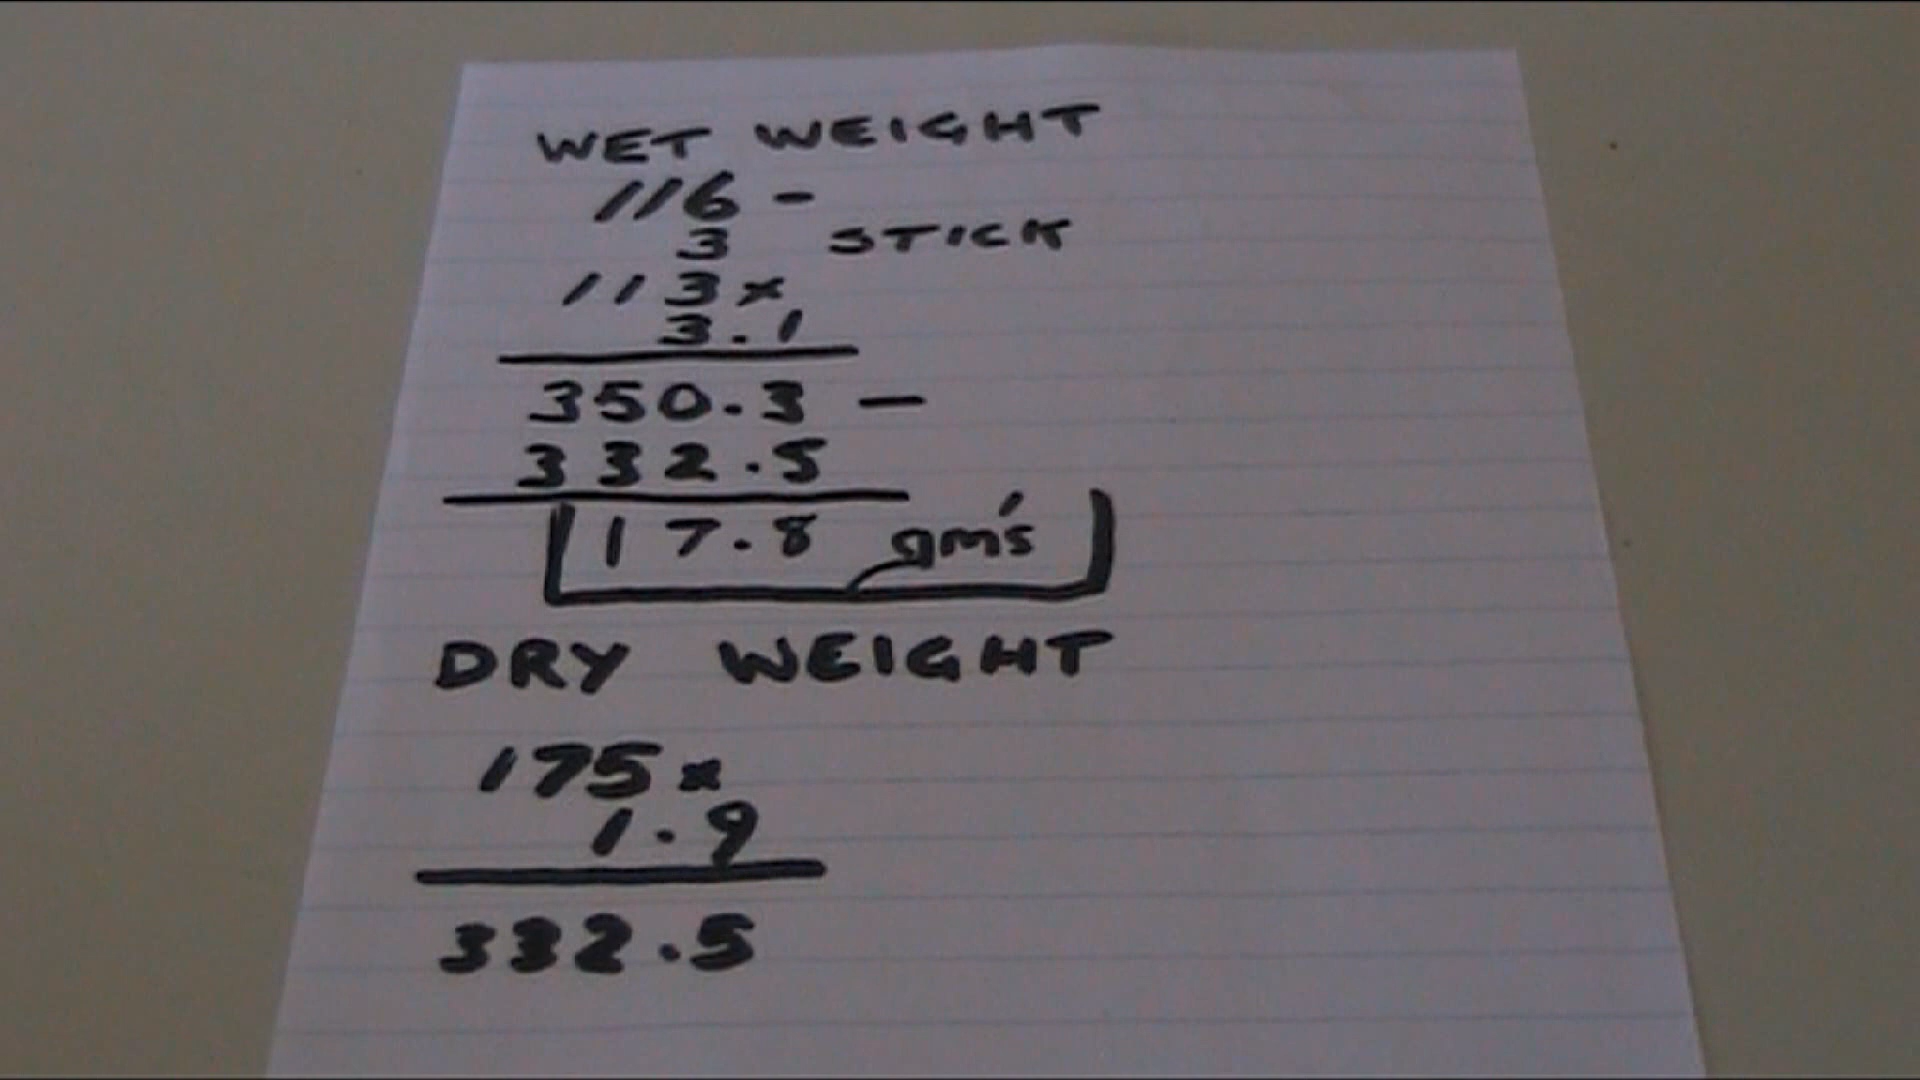 WET WEIGHT
116 -
3 STICK
113 x
3.1
350.3 -
332.5
17.8 gm's
DRY WEIGHT
175 x
1.9
332.5